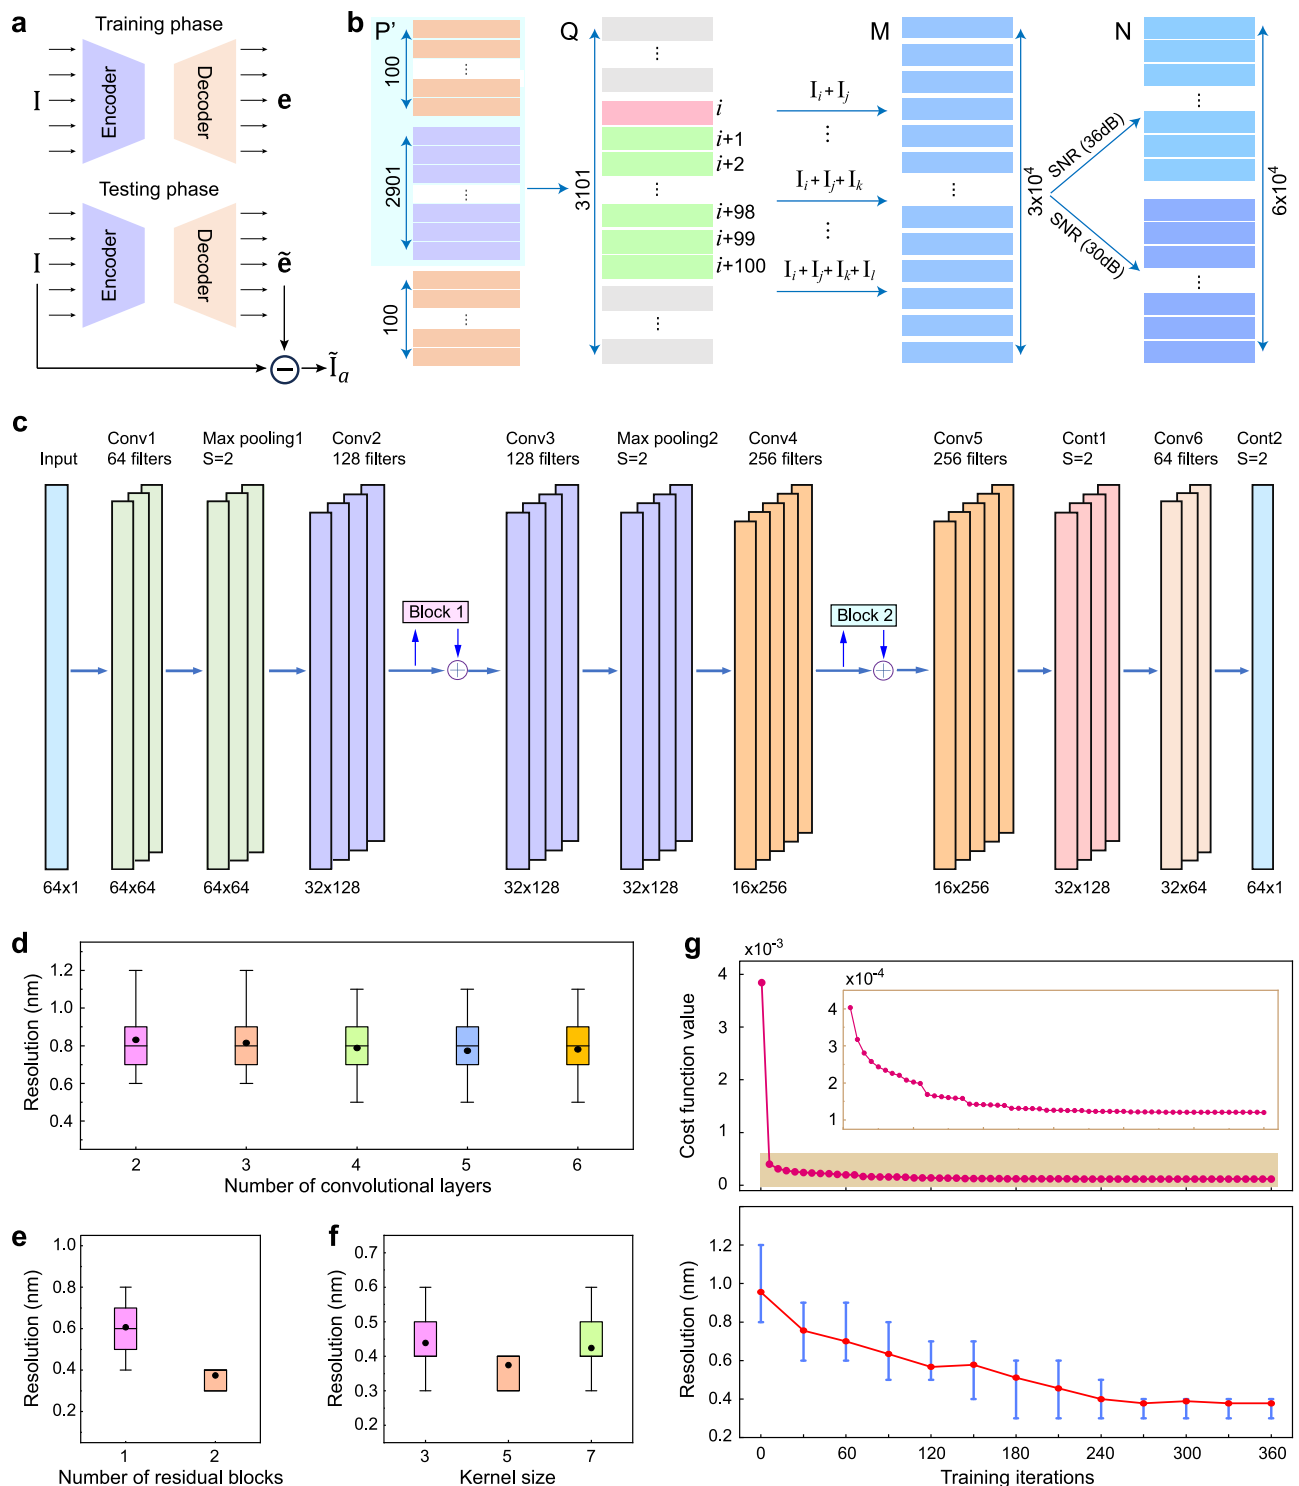 a
Training phase
I
Encoder
Decoder
e
Testing phase
I
Encoder
Decoder
ẽ
Ĩₐ
b
P'
100
2901
100
Q
3101
i
i+1
i+2
i+98
i+99
i+100
Iᵢ + Iⱼ
Iᵢ + Iⱼ + Iₖ
Iᵢ + Iⱼ + Iₖ + Iₗ
M
3x10⁴
SNR (36dB)
SNR (30dB)
N
6x10⁴
c
Input
Conv1
64 filters
Max pooling1
S=2
Conv2
128 filters
Conv3
128 filters
Max pooling2
S=2
Conv4
256 filters
Conv5
256 filters
Cont1
S=2
Conv6
64 filters
Cont2
S=2
Block 1
Block 2
64x1
64x64
64x64
32x128
32x128
32x128
16x256
16x256
32x128
32x64
64x1
d
Resolution (nm)
1.2
1.0
0.8
0.6
0.4
2
3
4
5
6
Number of convolutional layers
e
Resolution (nm)
1.0
0.8
0.6
0.4
0.2
1
2
Number of residual blocks
f
Resolution (nm)
0.7
0.6
0.5
0.4
0.3
0.2
3
5
7
Kernel size
g
x10⁻³
Cost function value
4
3
2
1
0
x10⁻⁴
4
3
2
1
Resolution (nm)
1.2
1.0
0.8
0.6
0.4
0.2
0
60
120
180
240
300
360
Training iterations